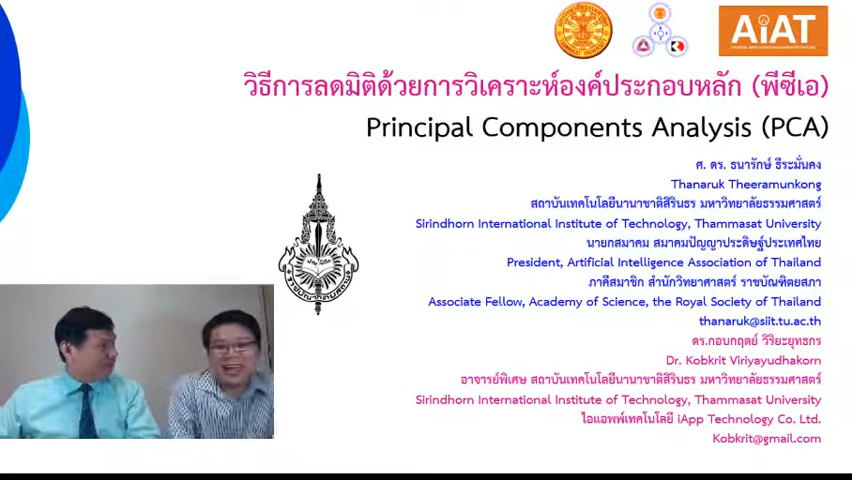 AiAT
วิธีการลดมิติด้วยการวิเคราะห์องค์ประกอบหลัก (พีซีเอ)
Principal Components Analysis (PCA)
ศ. ดร. ธนารักษ์ ธีระมั่นคง
Thanaruk Theeramunkong
สถาบันเทคโนโลยีนานาชาติสิรินธร มหาวิทยาลัยธรรมศาสตร์
Sirindhorn International Institute of Technology, Thammasat University
นายกสมาคม สมาคมปัญญาประดิษฐ์ประเทศไทย
President, Artificial Intelligence Association of Thailand
ภาคีสมาชิก สำนักวิทยาศาสตร์ ราชบัณฑิตยสภา
Associate Fellow, Academy of Science, the Royal Society of Thailand
thanaruk@siit.tu.ac.th
ดร.กอบกฤตย์ วิริยะยุทธกร
Dr. Kobkrit Viriyayudhakorn
อาจารย์พิเศษ สถาบันเทคโนโลยีนานาชาติสิรินธร มหาวิทยาลัยธรรมศาสตร์
Sirindhorn International Institute of Technology, Thammasat University
ไอแอพพ์เทคโนโลยี iApp Technology Co. Ltd.
Kobkrit@gmail.com